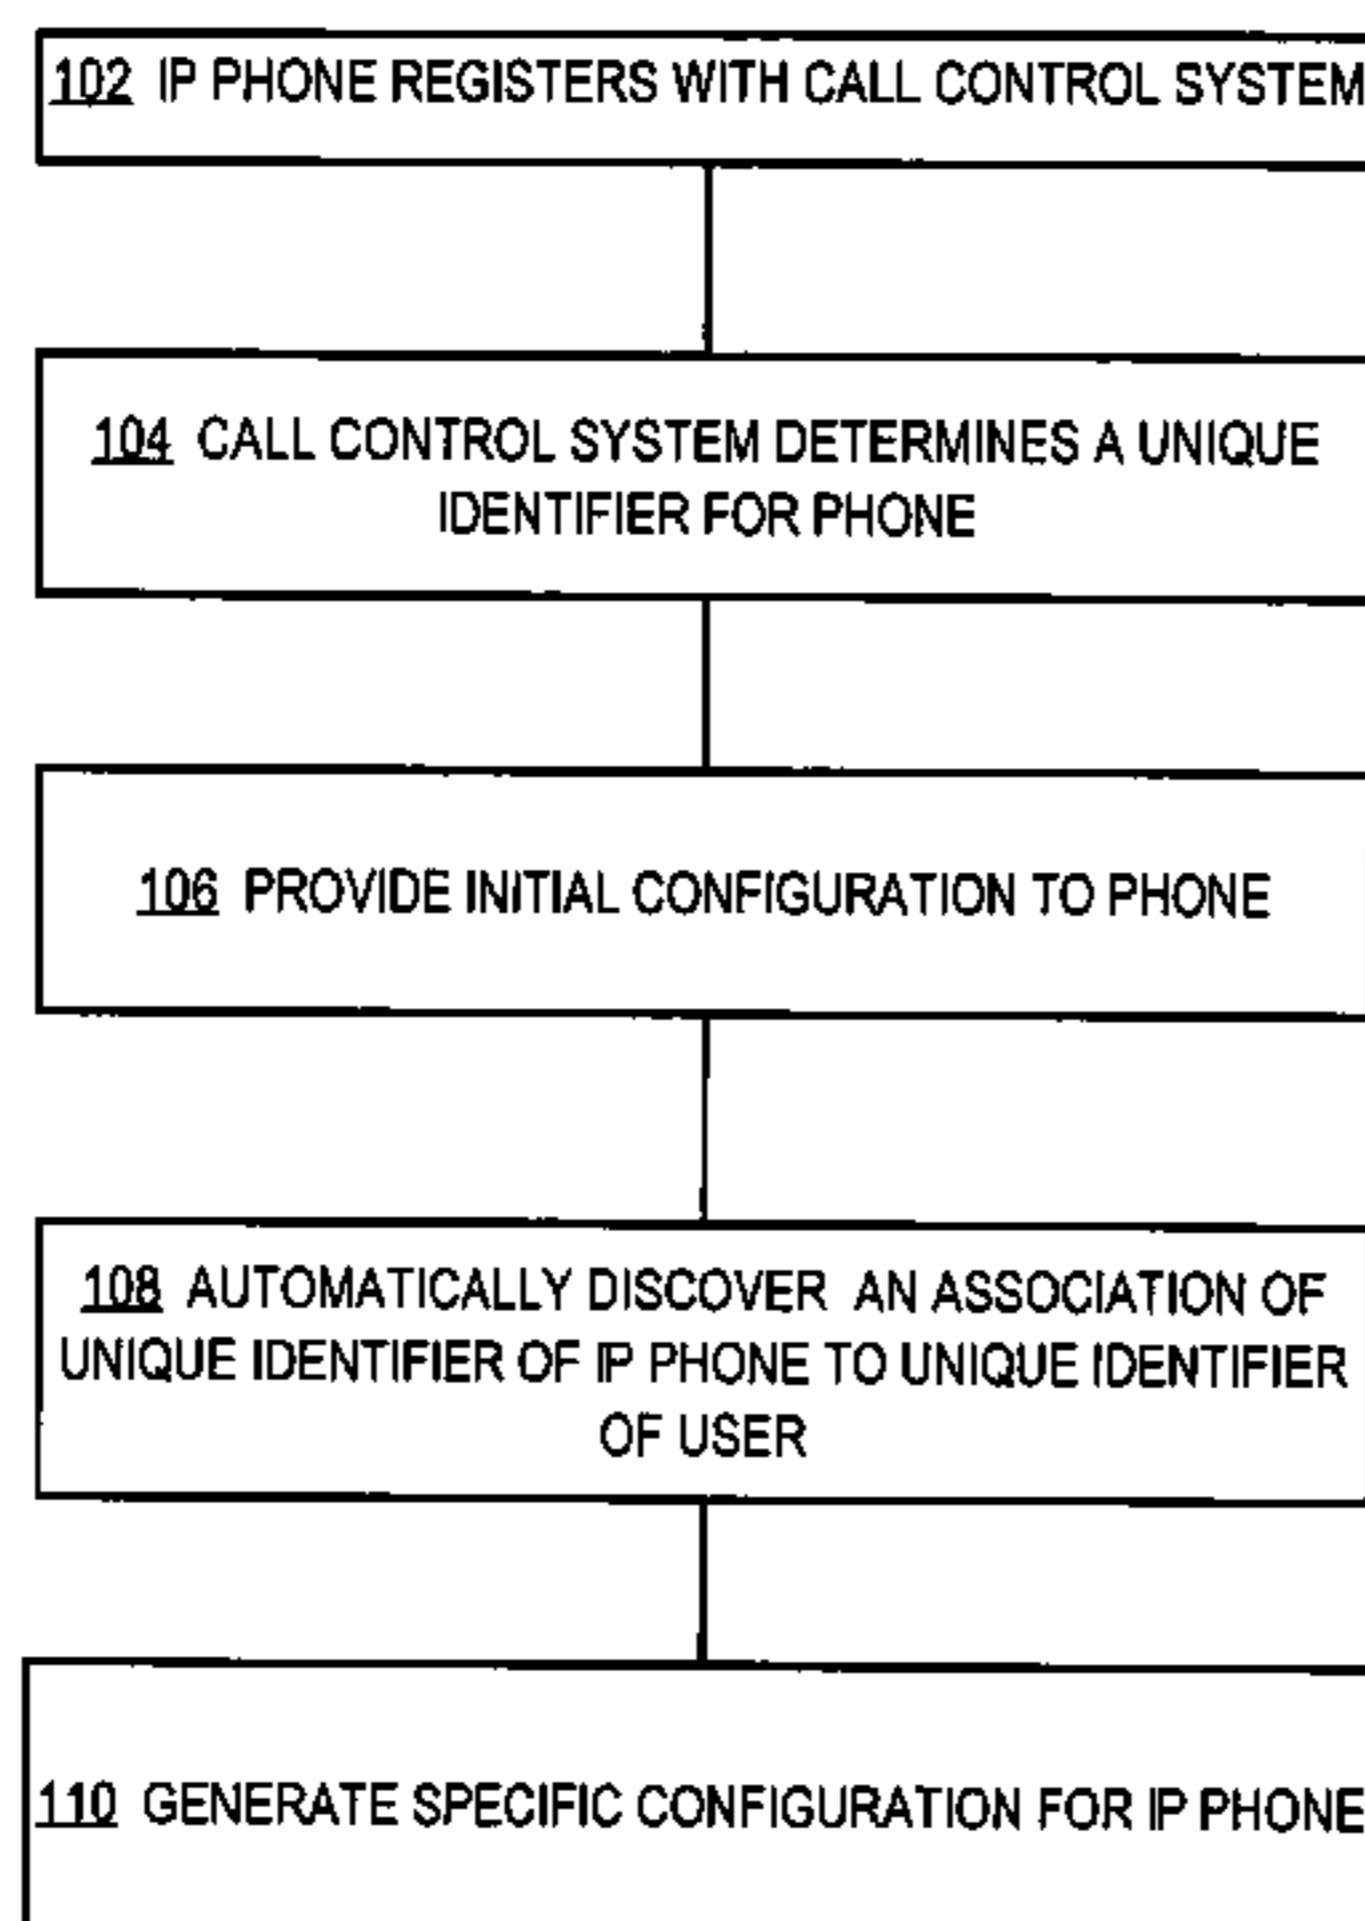 102 IP PHONE REGISTERS WITH CALL CONTROL SYSTEM
104 CALL CONTROL SYSTEM DETERMINES A UNIQUE
IDENTIFIER FOR PHONE
106 PROVIDE INITIAL CONFIGURATION TO PHONE
108 AUTOMATICALLY DISCOVER AN ASSOCIATION OF
UNIQUE IDENTIFIER OF IP PHONE TO UNIQUE IDENTIFIER
OF USER
110 GENERATE SPECIFIC CONFIGURATION FOR IP PHONE